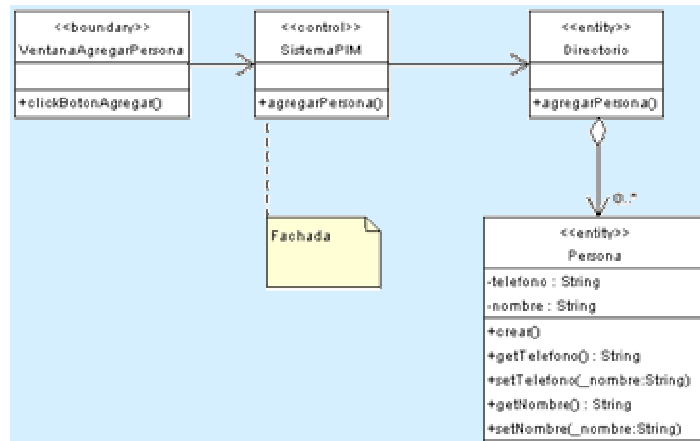 <<boundary>>
VentanaAgregarPersona
+clickBotonAgregar()
<<control>>
SistemaPIM
+agregarPersona()
<<entity>>
Directorio
+agregarPersona()
0..*
Fachada
<<entity>>
Persona
-telefono : String
-nombre : String
+crear()
+getTelefono() : String
+setTelefono(_nombre:String)
+getNombre() : String
+setNombre(_nombre:String)